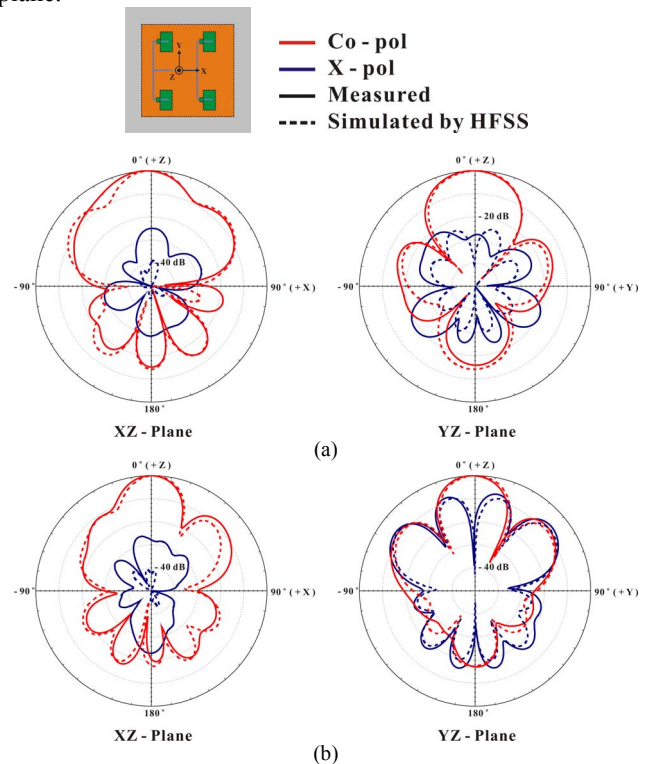 plane.
Y
Z
X
Co - pol
X - pol
Measured
Simulated by HFSS
0˚ (+Z)
0˚ (+Z)
- 20 dB
- 40 dB
- 90˚
90˚ (+X)
- 90˚
90˚ (+Y)
180˚
180˚
XZ - Plane
YZ - Plane
(a)
0˚ (+Z)
0˚ (+Z)
- 40 dB
- 40 dB
- 90˚
90˚ (+X)
- 90˚
90˚ (+Y)
180˚
180˚
XZ - Plane
YZ - Plane
(b)